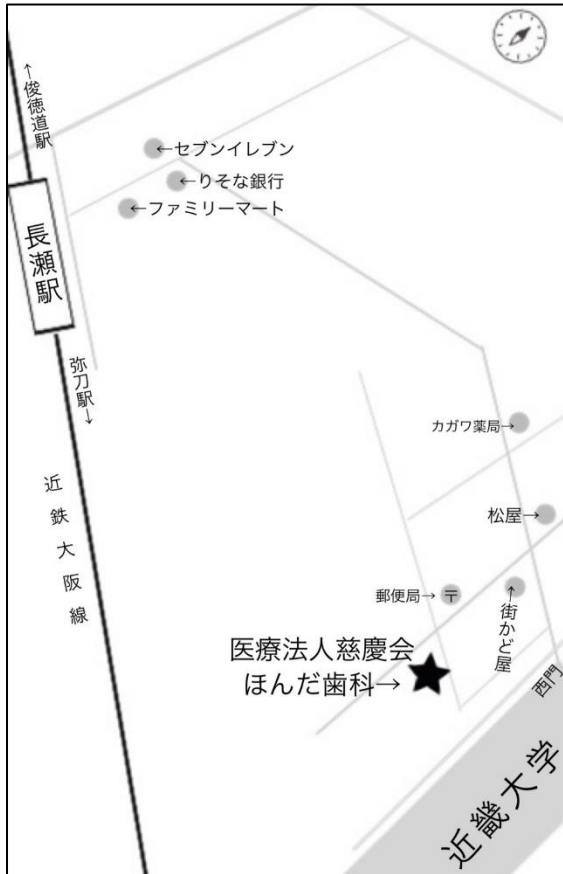 ↑俊徳道駅
←セブンイレブン
←りそな銀行
←ファミリーマート
長瀬駅
弥刀駅↓
近鉄大阪線
カガワ薬局→
松屋→
郵便局→
〒
↑街かど屋
医療法人慈慶会
ほんだ歯科→
西門
近畿大学